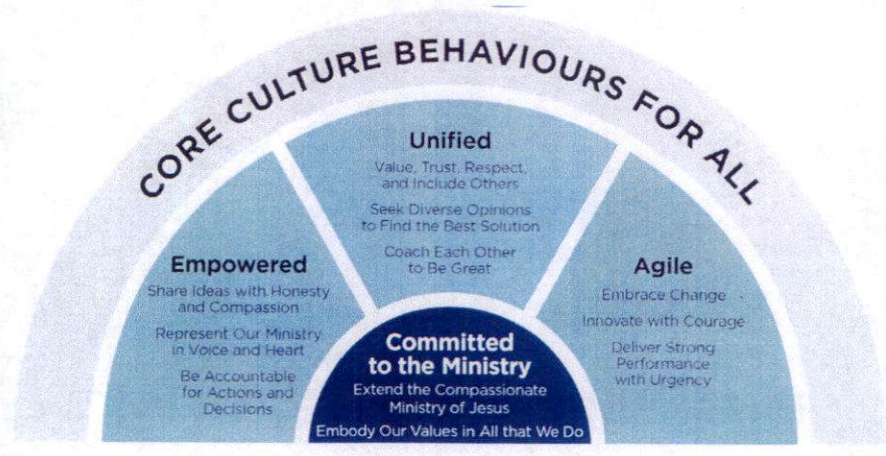 CORE CULTURE BEHAVIOURS FOR ALL
Unified
Value, Trust, Respect,
and Include Others
Seek Diverse Opinions
to Find the Best Solution
Coach Each Other
to Be Great
Empowered
Share Ideas with Honesty
and Compassion
Represent Our Ministry
in Voice and Heart
Be Accountable
for Actions and
Decisions
Agile
Embrace Change
Innovate with Courage
Deliver Strong
Performance
with Urgency
Committed
to the Ministry
Extend the Compassionate
Ministry of Jesus
Embody Our Values in All that We Do